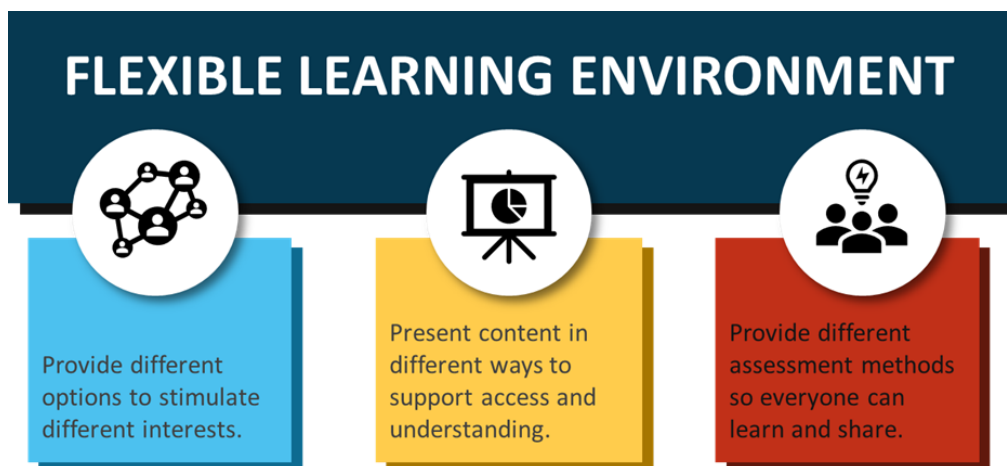 FLEXIBLE LEARNING ENVIRONMENT
Provide different
options to stimulate
different interests.
Present content in
different ways to
support access and
understanding.
Provide different
assessment methods
so everyone can
learn and share.